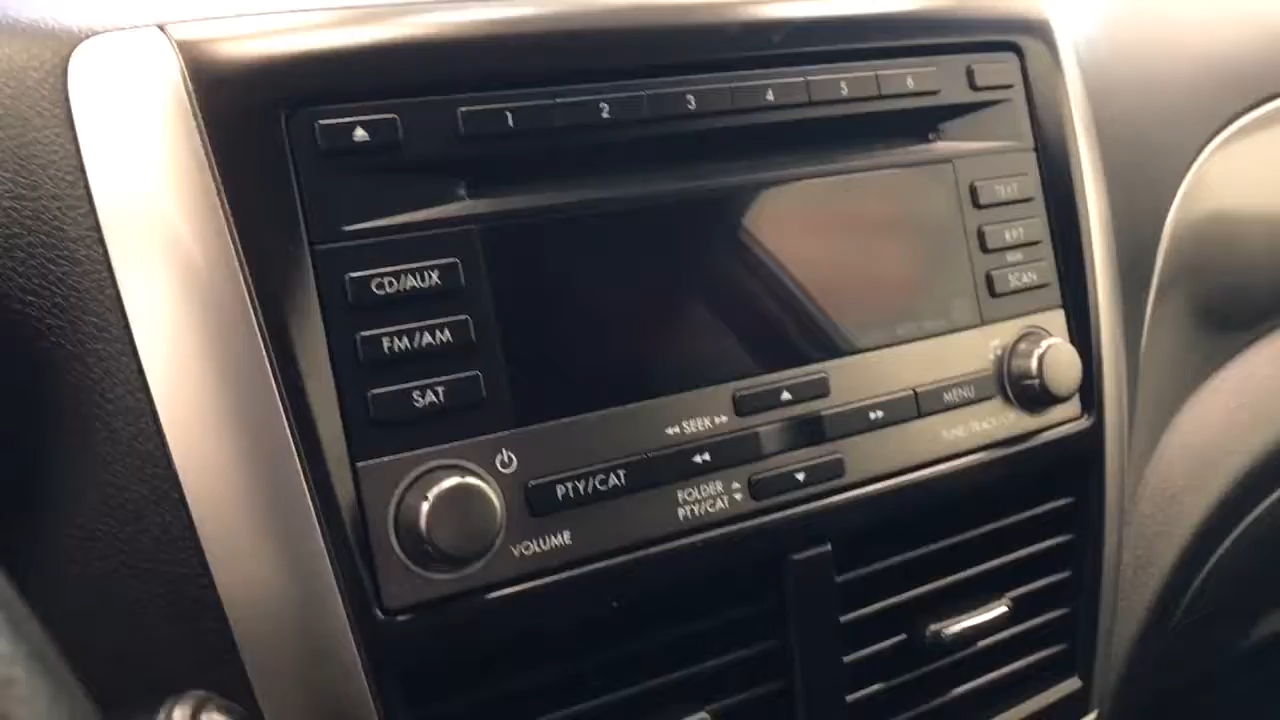 1 2 3 4 5 6
TEXT
CD/AUX
RPT
SCAN
FM/AM
SAT
MENU
SEEK
PTY/CAT
FOLDER
PTY/CAT
VOLUME